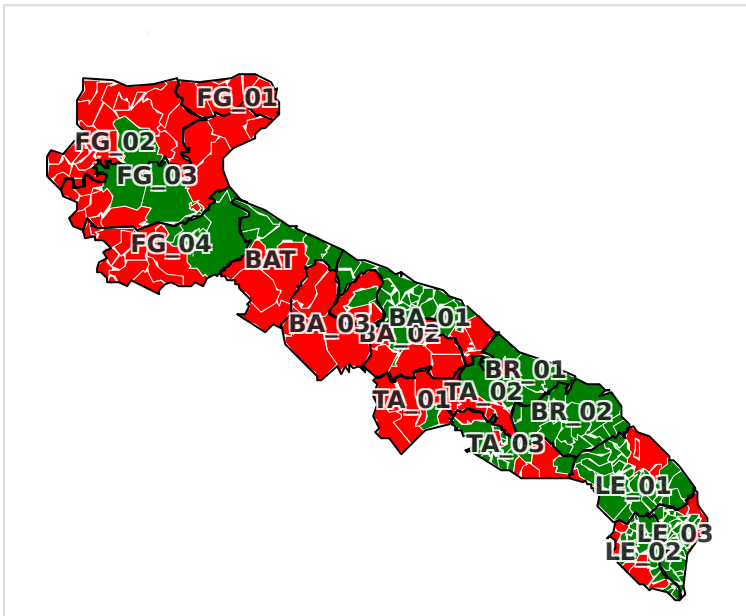 FG_01
FG_02
FG_03
FG_04
BAT
BA_01
BA_03
BA_02
BR_01
TA_02
TA_01
BR_02
TA_03
LE_01
LE_03
LE_02